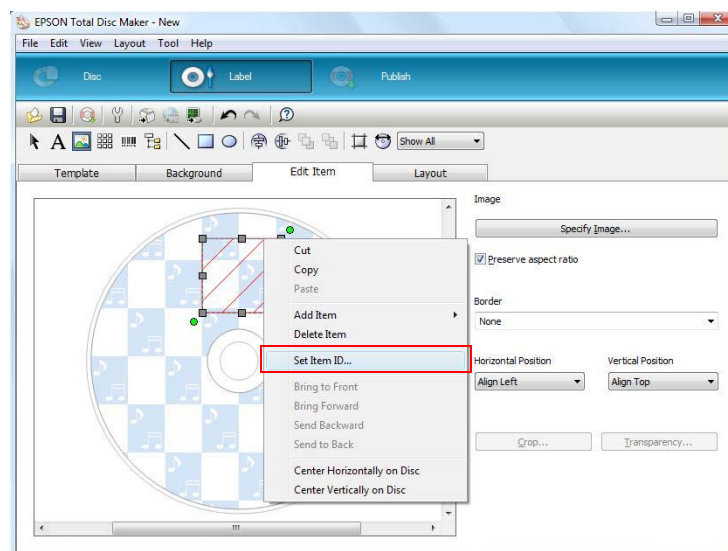 EPSON Total Disc Maker - New
File Edit View Layout Tool Help
Disc Label Publish
A Show All
Template Background Edit Item Layout
Image
Specify Image...
Preserve aspect ratio
Border
None
Horizontal Position Vertical Position
Align Left Align Top
Crop... Transparency...
Cut
Copy
Paste
Add Item
Delete Item
Set Item ID...
Bring to Front
Bring Forward
Send Backward
Send to Back
Center Horizontally on Disc
Center Vertically on Disc